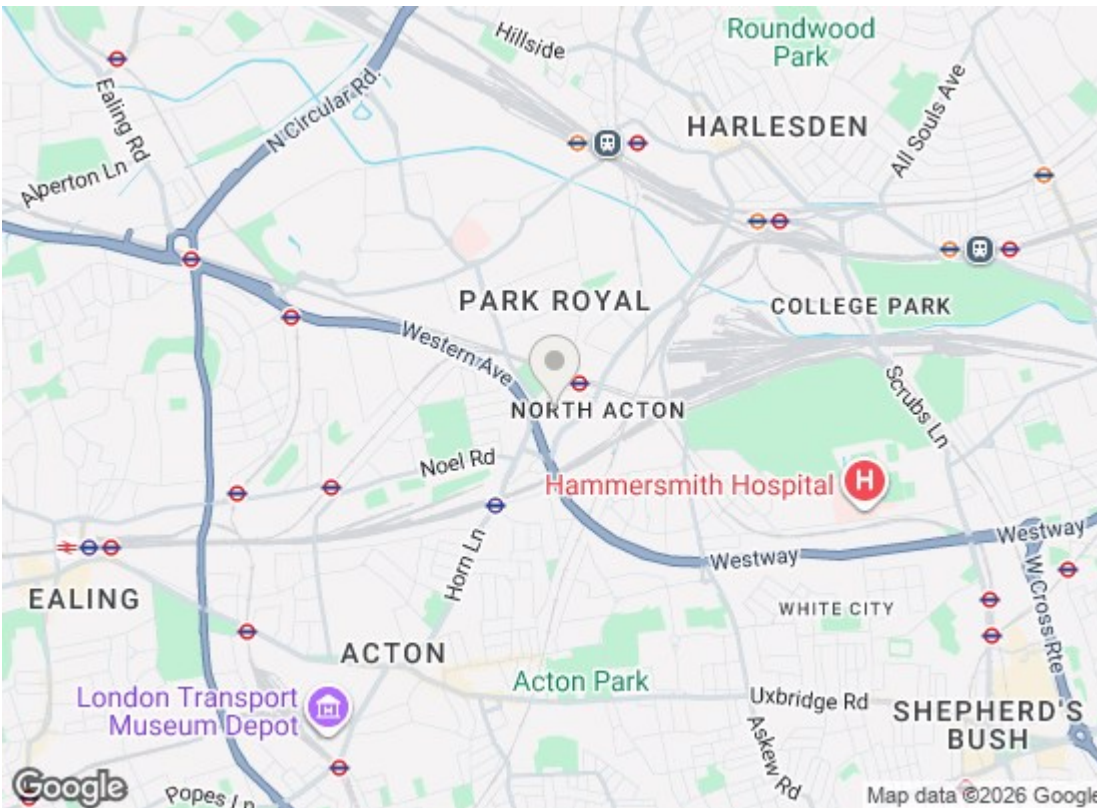 Roundwood
Park
Hillside
Ealing Rd
N Circular Rd.
HARLESDEN
All Souls Ave
Alperton Ln
PARK ROYAL
COLLEGE PARK
Western Ave
Scrubs Ln
NORTH ACTON
Noel Rd
Hammersmith Hospital
H
Horn Ln
Westway
Westway
W Cross Rte
EALING
WHITE CITY
ACTON
Acton Park
London Transport
Museum Depot
Uxbridge Rd
SHEPHERD'S
BUSH
Askew Rd
Popes Ln
Google
Map data ©2026 Google